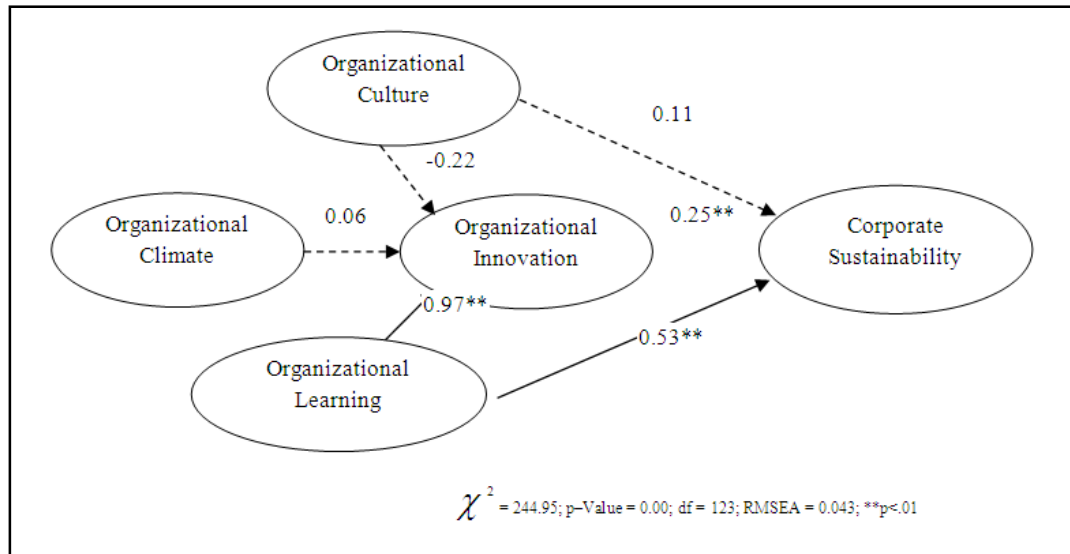 Organizational
Culture
0.11
-0.22
0.06
0.25**
Organizational
Climate
Organizational
Innovation
Corporate
Sustainability
0.97**
0.53**
Organizational
Learning
χ² = 244.95; p–Value = 0.00; df = 123; RMSEA = 0.043; **p<.01